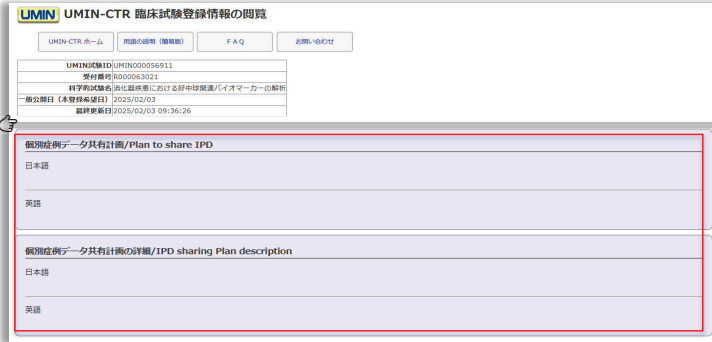 UMIN UMIN-CTR 臨床試験登録情報の閲覧
UMIN-CTR ホーム 用語の説明（簡易版） F A Q お問い合わせ
UMIN試験ID UMIN000056911
受付番号 R000063021
科学的試験名 消化器疾患における好中球関連バイオマーカーの解析
一般公開日（本登録希望日） 2025/02/03
最終更新日 2025/02/03 09:36:26
個別症例データ共有計画/Plan to share IPD
日本語
英語
個別症例データ共有計画の詳細/IPD sharing Plan description
日本語
英語